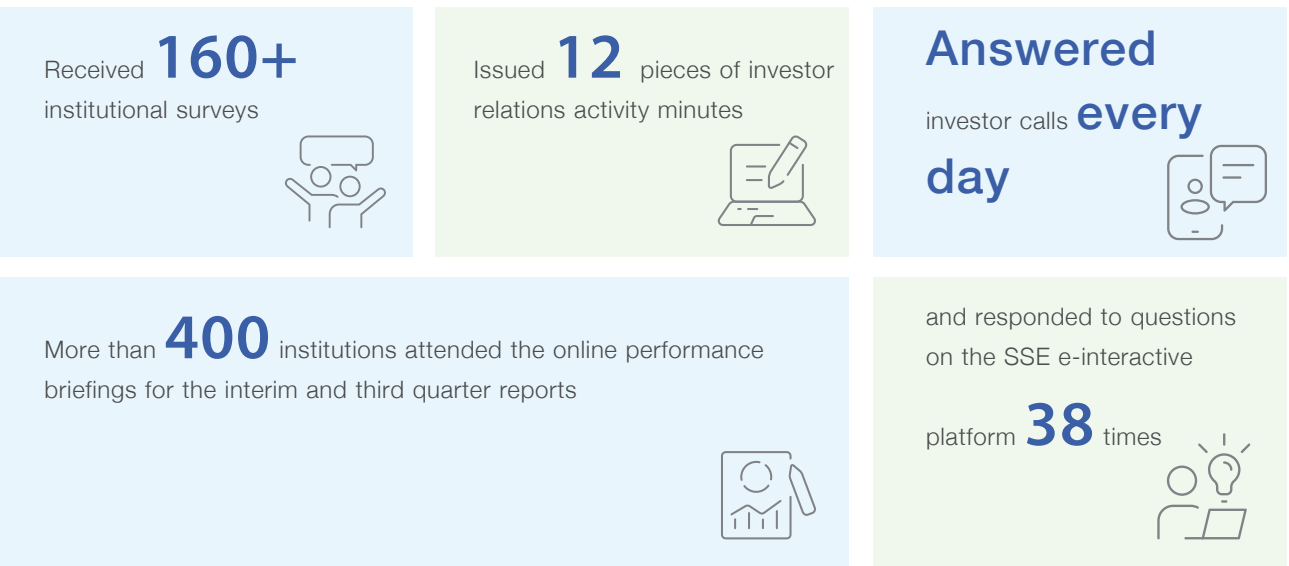 Received 160+
institutional surveys
Issued 12 pieces of investor
relations activity minutes
Answered
investor calls every
day
More than 400 institutions attended the online performance
briefings for the interim and third quarter reports
and responded to questions
on the SSE e-interactive
platform 38 times